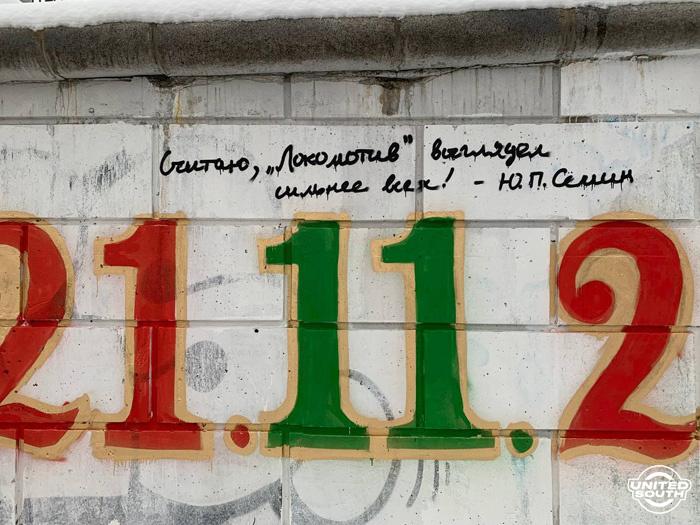 Считаю, „Локомотив" выглядел
сильнее всех! - Ю.П.Семин
21.11.2
UNITED
SOUTH